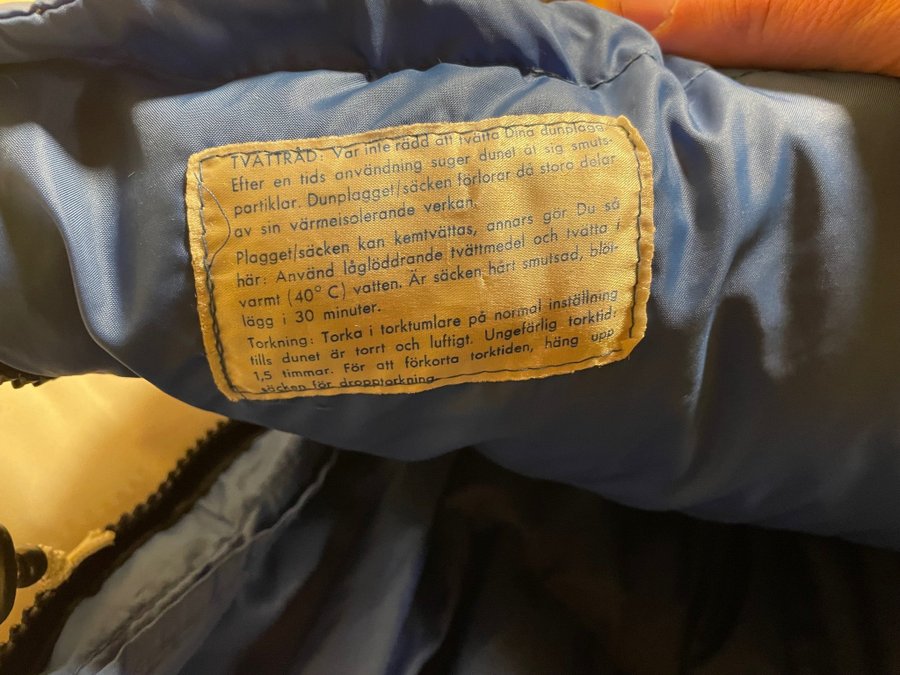 TVÄTTRÅD: Var inte rädd att tvätta Dina dunplagg.
Efter en tids användning suger dunet åt sig smuts-
partiklar. Dunplagget/säcken förlorar då stora delar
av sin värmeisolerande verkan.
Plagget/säcken kan kemtvättas, annars gör Du så
här: Använd låglöddrande tvättmedel och tvätta i
varmt (40° C) vatten. Är säcken hårt smutsad, blöt-
lägg i 30 minuter.
Torkning: Torka i torktumlare på normal inställning
tills dunet är torrt och luftigt. Ungefärlig torktid:
1,5 timmar. För att förkorta torktiden, häng upp
säcken för dropptorkning.